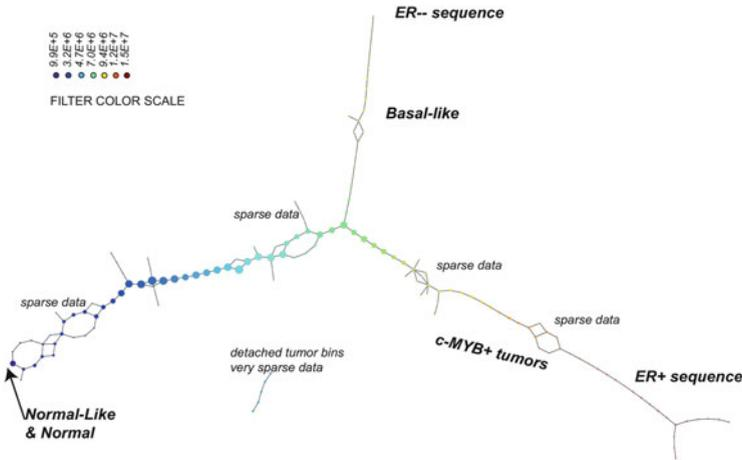 ER-- sequence
9.9E+5
3.2E+6
4.7E+6
7.0E+6
9.4E+6
1.2E+7
1.5E+7
FILTER COLOR SCALE
Basal-like
sparse data
sparse data
sparse data
sparse data
c-MYB+ tumors
detached tumor bins
very sparse data
ER+ sequence
Normal-Like
& Normal